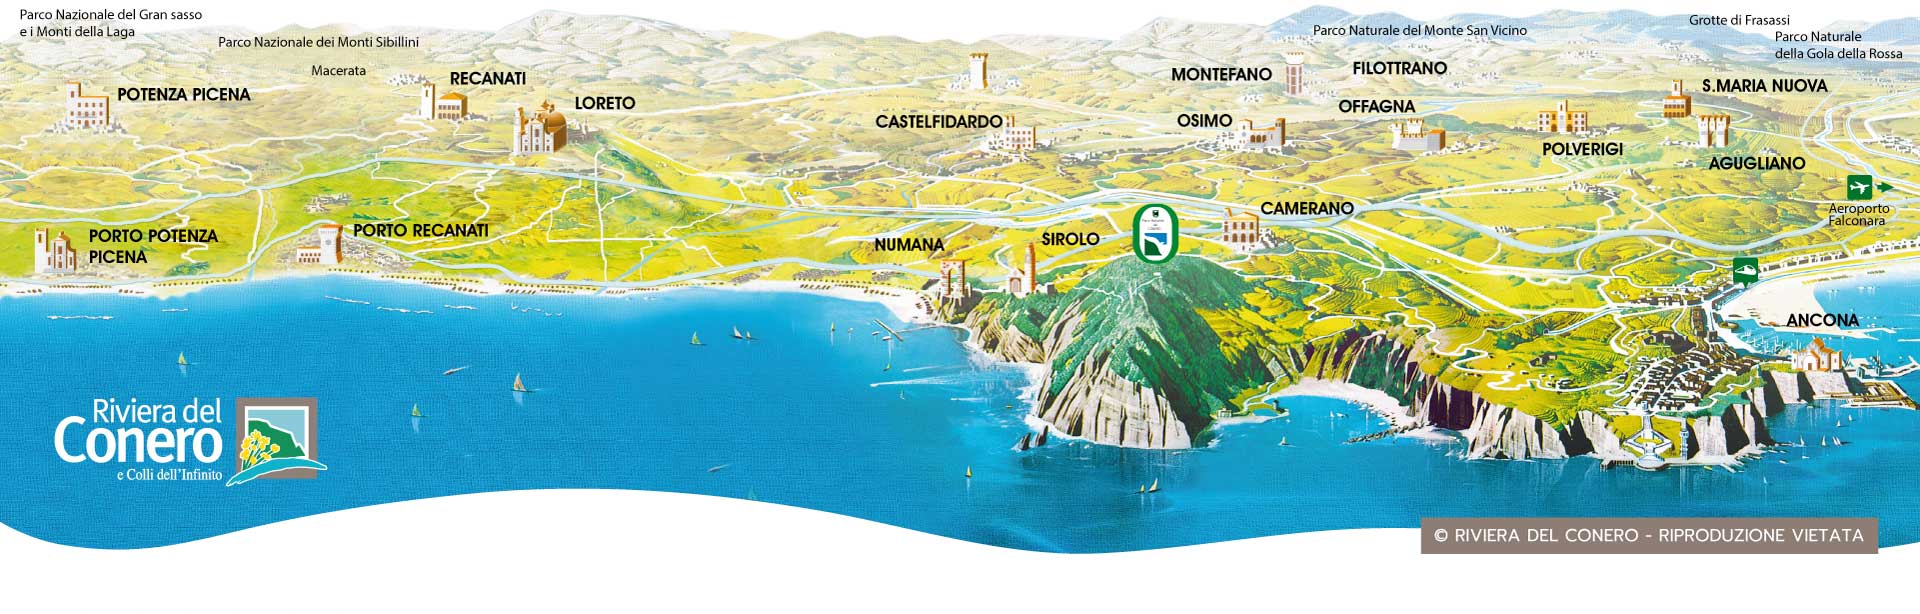 Parco Nazionale del Gran sasso
e i Monti della Laga
Parco Nazionale dei Monti Sibillini
Macerata
Parco Naturale del Monte San Vicino
Grotte di Frasassi
Parco Naturale
della Gola della Rossa
POTENZA PICENA
RECANATI
LORETO
CASTELFIDARDO
MONTEFANO
FILOTTRANO
OSIMO
OFFAGNA
POLVERIGI
S.MARIA NUOVA
AGUGLIANO
Aeroporto
Falconara
PORTO POTENZA
PICENA
PORTO RECANATI
NUMANA
SIROLO
CAMERANO
ANCONA
Riviera del
Conero
e Colli dell'Infinito
© RIVIERA DEL CONERO - RIPRODUZIONE VIETATA